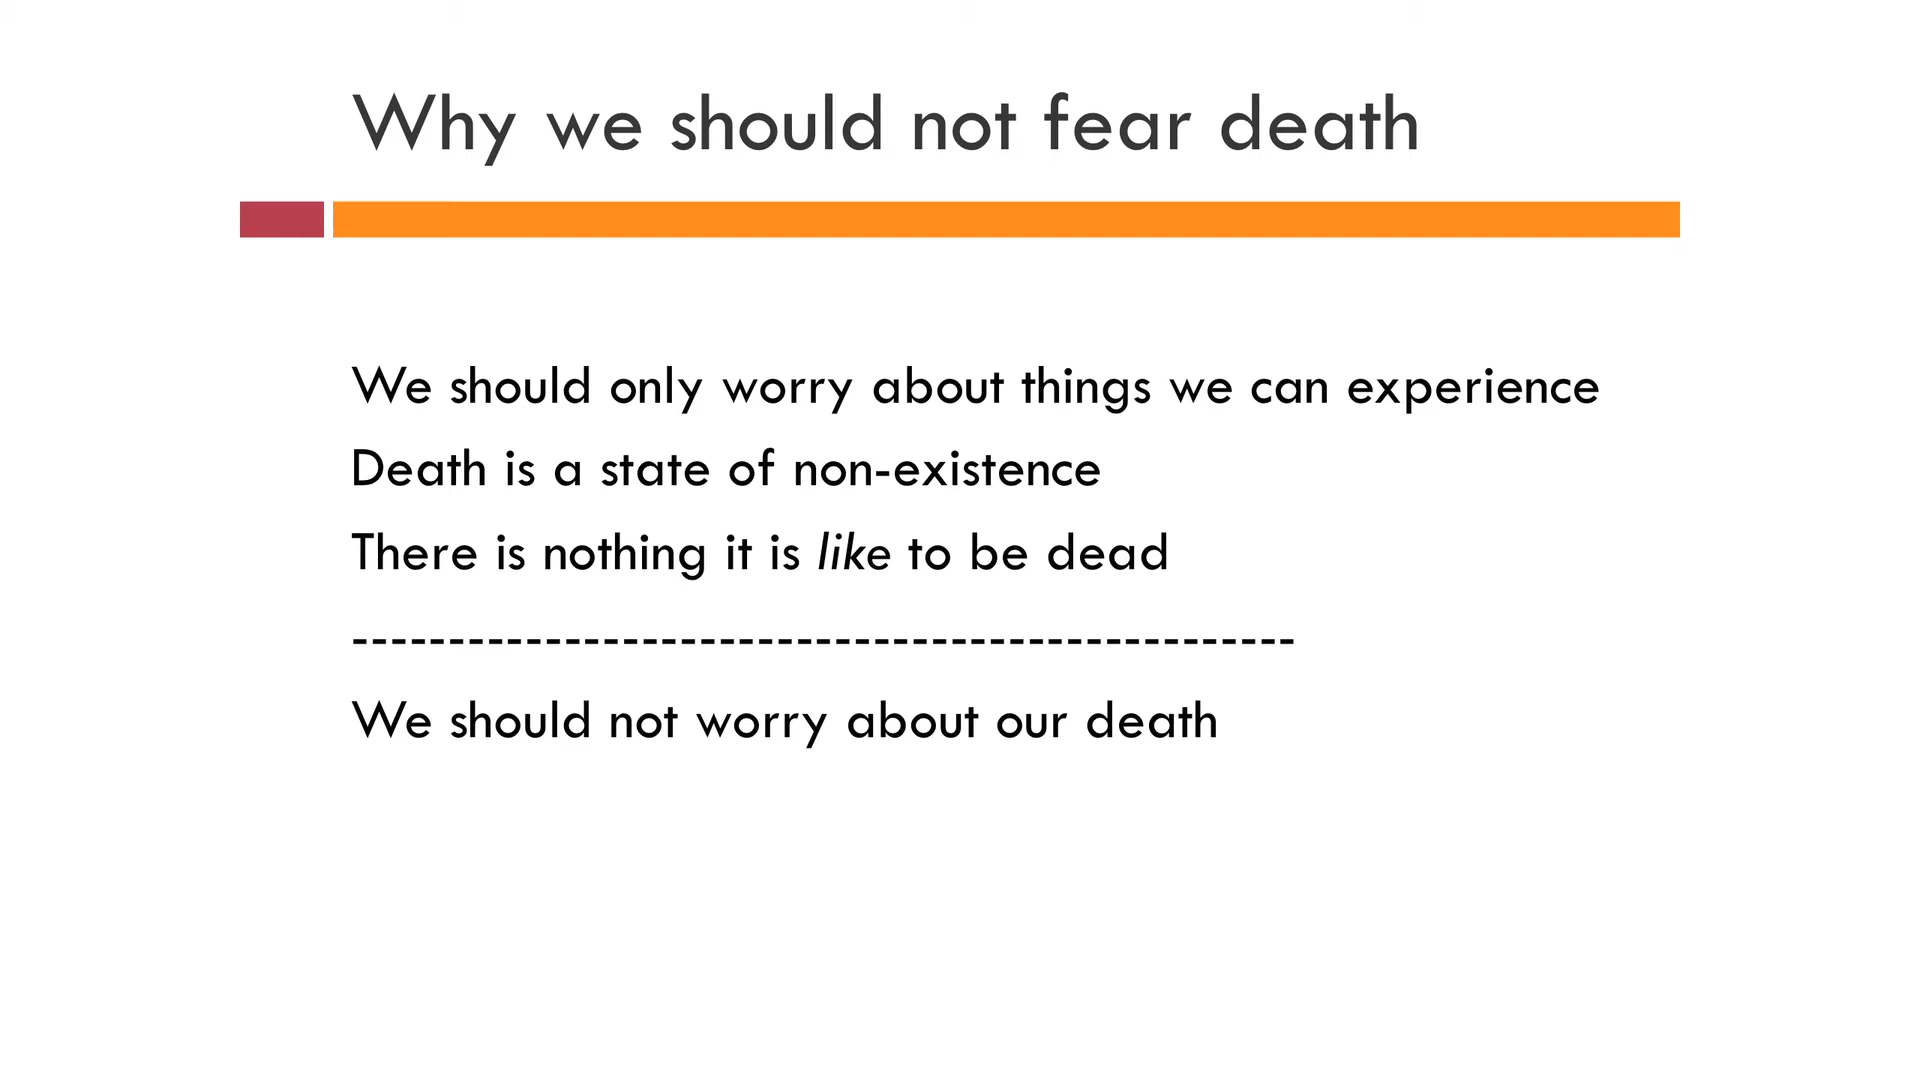 Why we should not fear death
We should only worry about things we can experience
Death is a state of non-existence
There is nothing it is like to be dead
-------------------------------------------------
We should not worry about our death